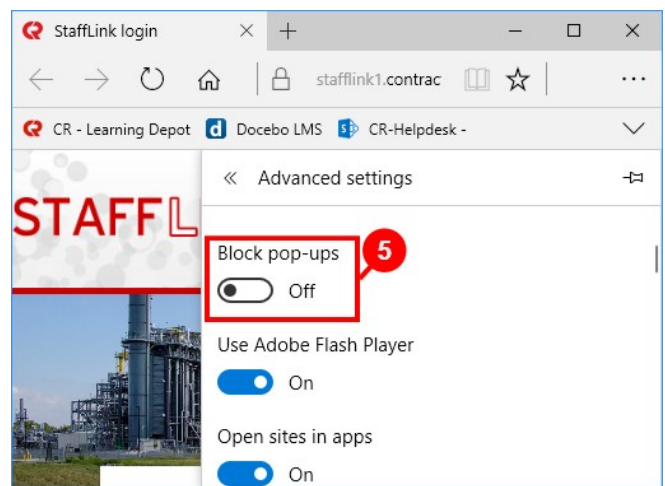 StaffLink login
stafflink1.contrac
CR - Learning Depot
Docebo LMS
CR-Helpdesk -
Advanced settings
STAFFL
Block pop-ups
5
Off
Use Adobe Flash Player
On
Open sites in apps
On